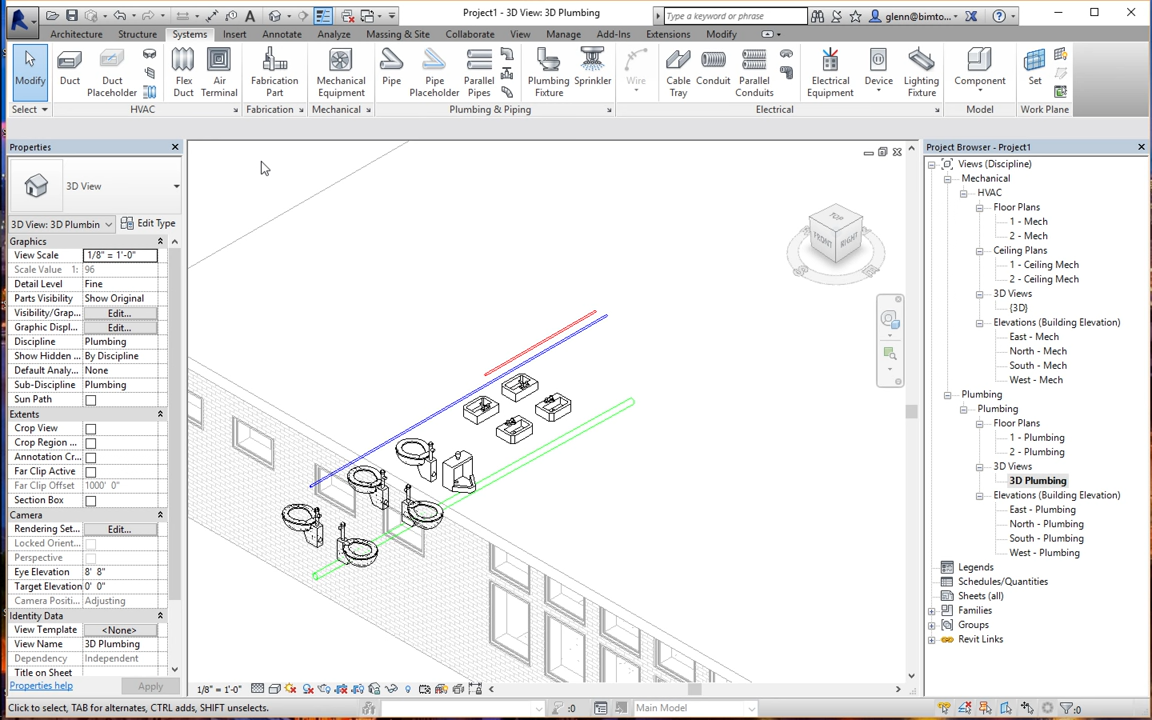 Project1 - 3D View: 3D Plumbing
Type a keyword or phrase
glenn@bimto...
Architecture Structure Systems Insert Annotate Analyze Massing & Site Collaborate View Manage Add-Ins Extensions Modify
Modify
Duct
Duct Placeholder
Flex Duct
Air Terminal
Fabrication Part
Mechanical Equipment
Pipe
Pipe Placeholder
Parallel Pipes
Plumbing Fixture
Sprinkler
Wire
Cable Tray
Conduit
Parallel Conduits
Electrical Equipment
Device
Lighting Fixture
Component
Set
Select HVAC Fabrication Mechanical Plumbing & Piping Electrical Model Work Plane
Properties
3D View
3D View: 3D Plumbin Edit Type
Graphics
View Scale 1/8" = 1'-0"
Scale Value 1: 96
Detail Level Fine
Parts Visibility Show Original
Visibility/Grap... Edit...
Graphic Displ... Edit...
Discipline Plumbing
Show Hidden ... By Discipline
Default Analy... None
Sub-Discipline Plumbing
Sun Path
Extents
Crop View
Crop Region ...
Annotation Cr...
Far Clip Active
Far Clip Offset 1000' 0"
Section Box
Camera
Rendering Set... Edit...
Locked Orient...
Perspective
Eye Elevation 8' 8"
Target Elevation 0' 0"
Camera Positi... Adjusting
Identity Data
View Template <None>
View Name 3D Plumbing
Dependency Independent
Title on Sheet
Properties help Apply
TOP
FRONT
RIGHT
1/8" = 1'-0"
Project Browser - Project1
Views (Discipline)
Mechanical
HVAC
Floor Plans
1 - Mech
2 - Mech
Ceiling Plans
1 - Ceiling Mech
2 - Ceiling Mech
3D Views
{3D}
Elevations (Building Elevation)
East - Mech
North - Mech
South - Mech
West - Mech
Plumbing
Plumbing
Floor Plans
1 - Plumbing
2 - Plumbing
3D Views
3D Plumbing
Elevations (Building Elevation)
East - Plumbing
North - Plumbing
South - Plumbing
West - Plumbing
Legends
Schedules/Quantities
Sheets (all)
Families
Groups
Revit Links
Click to select, TAB for alternates, CTRL adds, SHIFT unselects. :0 Main Model :0